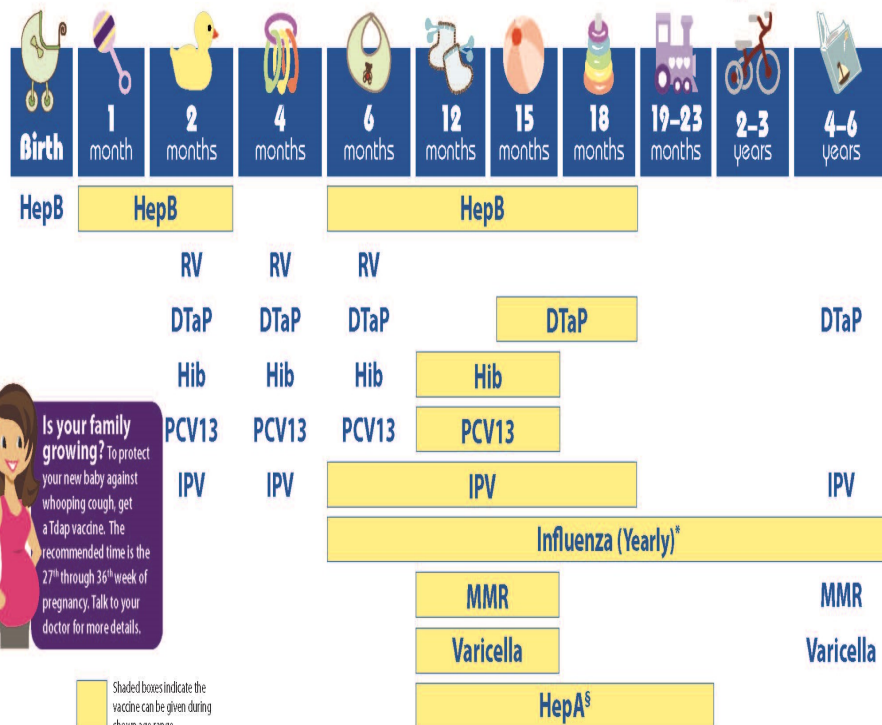 Birth
1
month
2
months
4
months
6
months
12
months
15
months
18
months
19–23
months
2–3
years
4–6
years
HepB HepB HepB
RV RV RV
DTaP DTaP DTaP DTaP DTaP
Hib Hib Hib Hib
PCV13 PCV13 PCV13 PCV13
IPV IPV IPV IPV
Influenza (Yearly)*
MMR MMR
Varicella Varicella
HepA§
Is your family
growing? To protect
your new baby against
whooping cough, get
a Tdap vaccine. The
recommended time is the
27th through 36th week of
pregnancy. Talk to your
doctor for more details.
Shaded boxes indicate the
vaccine can be given during
shown age range.